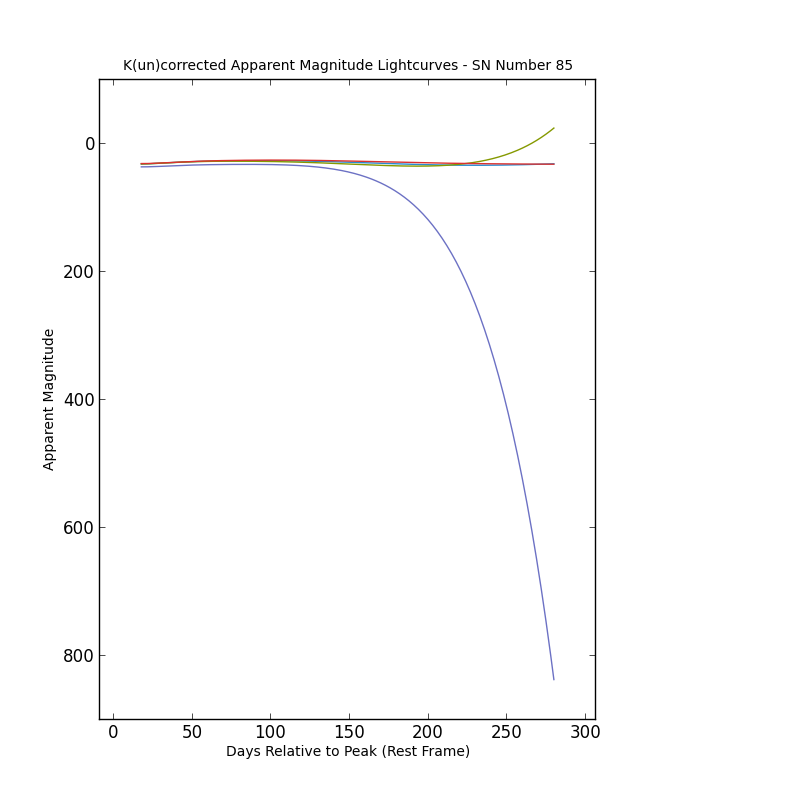 K(un)corrected Apparent Magnitude Lightcurves - SN Number 85
0
200
400
600
800
Apparent Magnitude
0 50 100 150 200 250 300
Days Relative to Peak (Rest Frame)